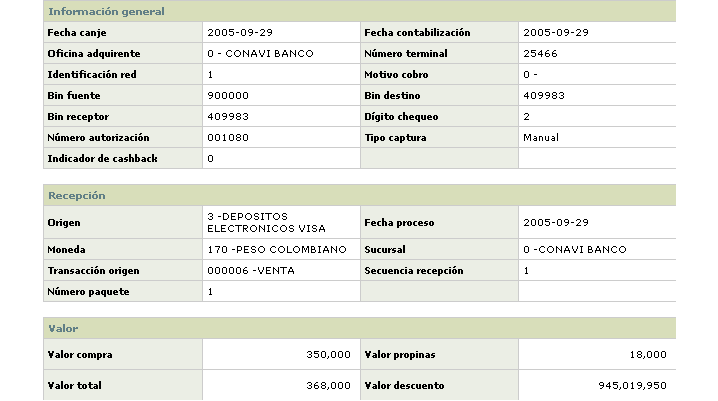 Información general
Fecha canje 2005-09-29 Fecha contabilización 2005-09-29
Oficina adquirente 0 - CONAVI BANCO Número terminal 25466
Identificación red 1 Motivo cobro 0 -
Bin fuente 900000 Bin destino 409983
Bin receptor 409983 Dígito chequeo 2
Número autorización 001080 Tipo captura Manual
Indicador de cashback 0
Recepción
Origen 3 -DEPOSITOS ELECTRONICOS VISA Fecha proceso 2005-09-29
Moneda 170 -PESO COLOMBIANO Sucursal 0 -CONAVI BANCO
Transacción origen 000006 -VENTA Secuencia recepción 1
Número paquete 1
Valor
Valor compra 350,000 Valor propinas 18,000
Valor total 368,000 Valor descuento 945,019,950